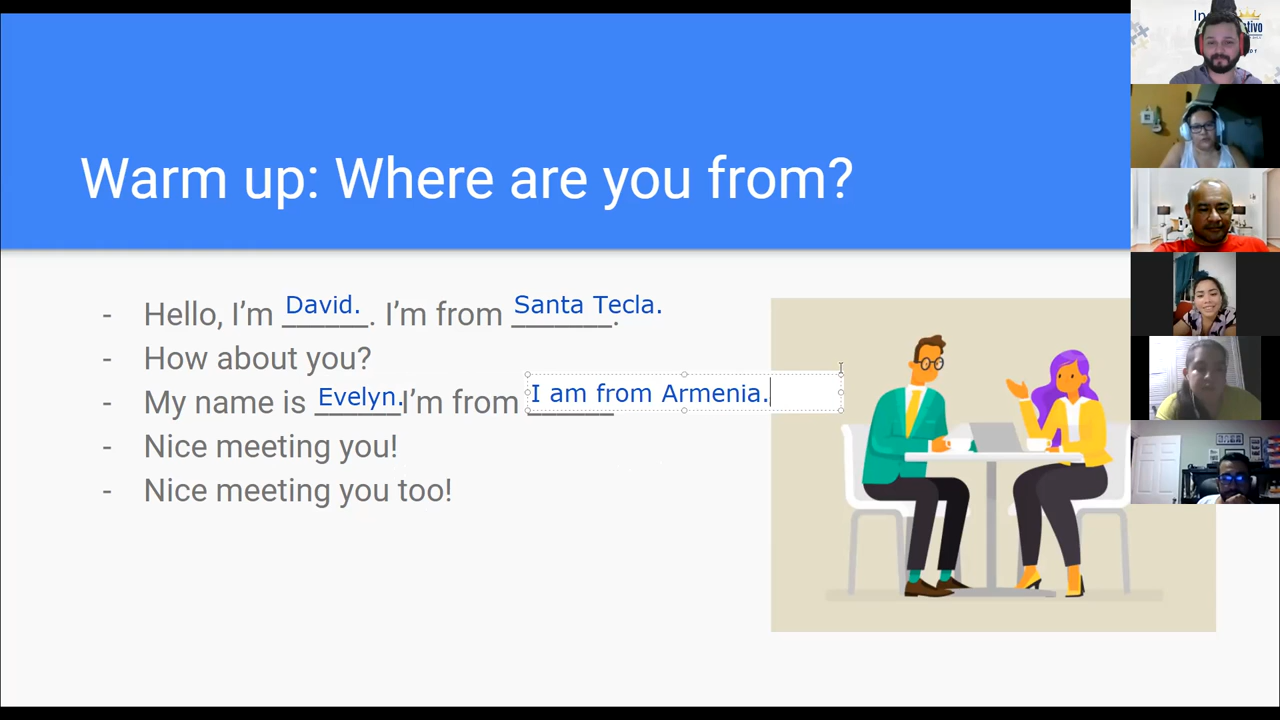 Warm up: Where are you from?
- Hello, I'm David. I'm from Santa Tecla.
- How about you?
- My name is Evelyn. I'm from I am from Armenia.
- Nice meeting you!
- Nice meeting you too!